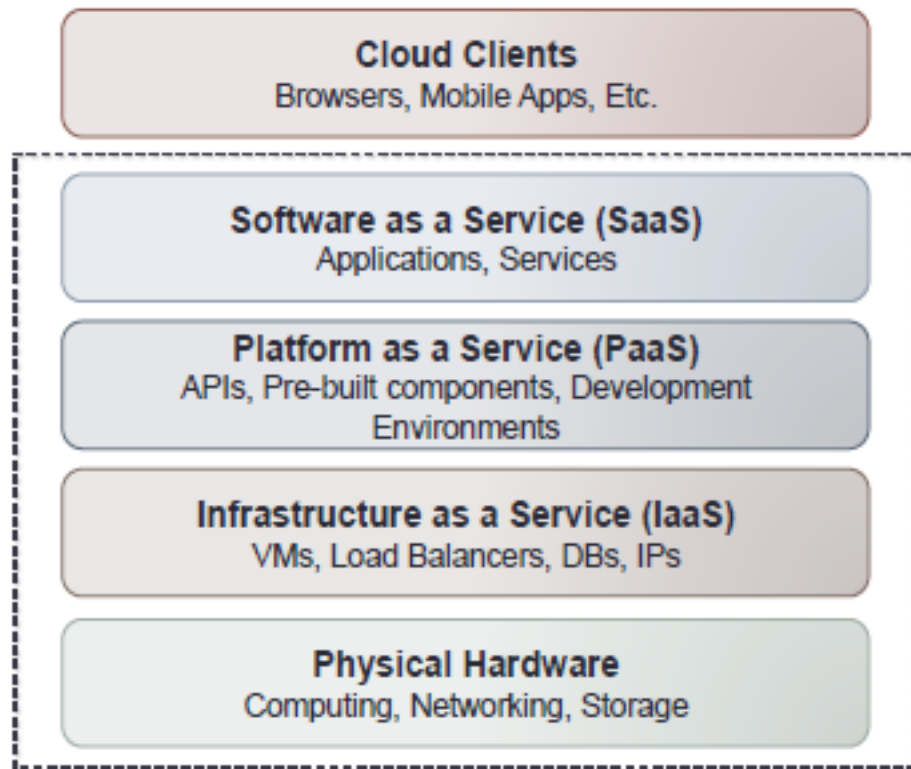 Cloud Clients
Browsers, Mobile Apps, Etc.
Software as a Service (SaaS)
Applications, Services
Platform as a Service (PaaS)
APIs, Pre-built components, Development
Environments
Infrastructure as a Service (IaaS)
VMs, Load Balancers, DBs, IPs
Physical Hardware
Computing, Networking, Storage